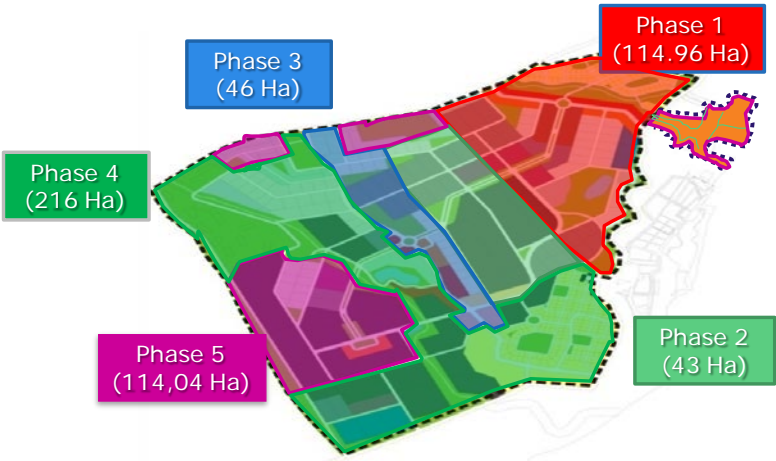 Phase 1
(114.96 Ha)
Phase 3
(46 Ha)
Phase 4
(216 Ha)
Phase 2
(43 Ha)
Phase 5
(114,04 Ha)